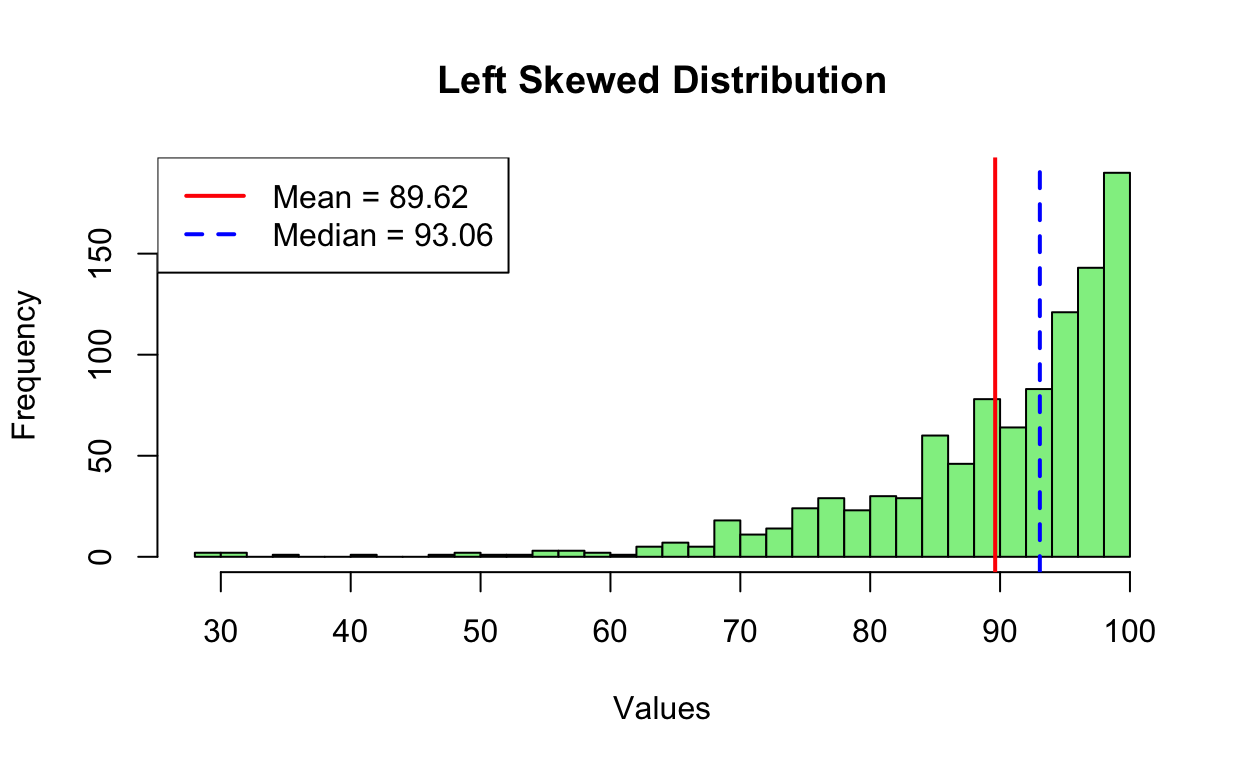 Left Skewed Distribution
Mean = 89.62
Median = 93.06
Frequency
150
100
50
0
30 40 50 60 70 80 90 100
Values